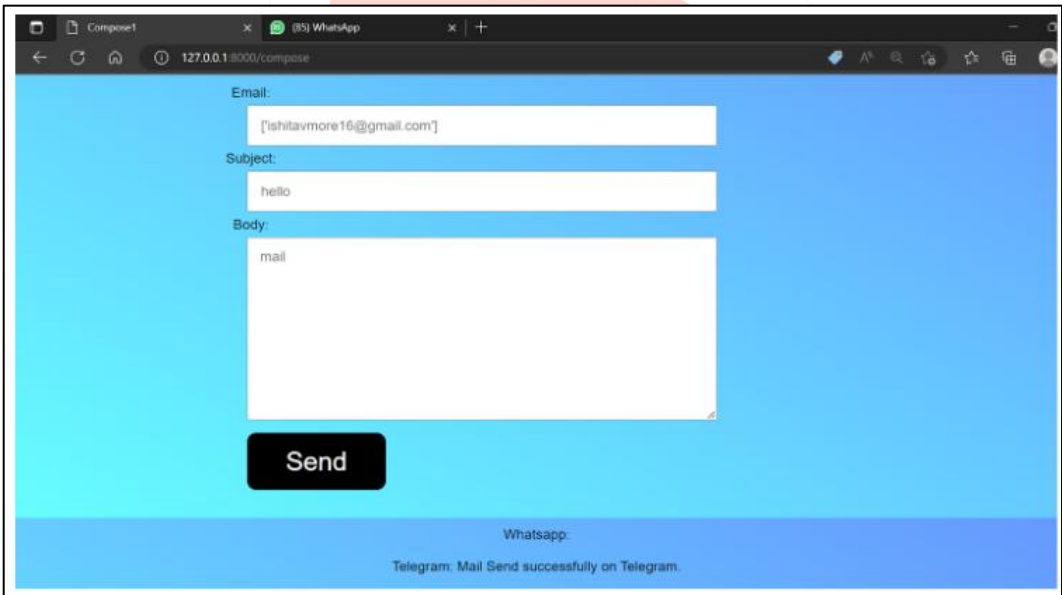 Compose1
(85) WhatsApp
127.0.0.1:8000/compose
Email:
['ishitavmore16@gmail.com']
Subject:
hello
Body:
mail
Send
Whatsapp:
Telegram: Mail Send successfully on Telegram.